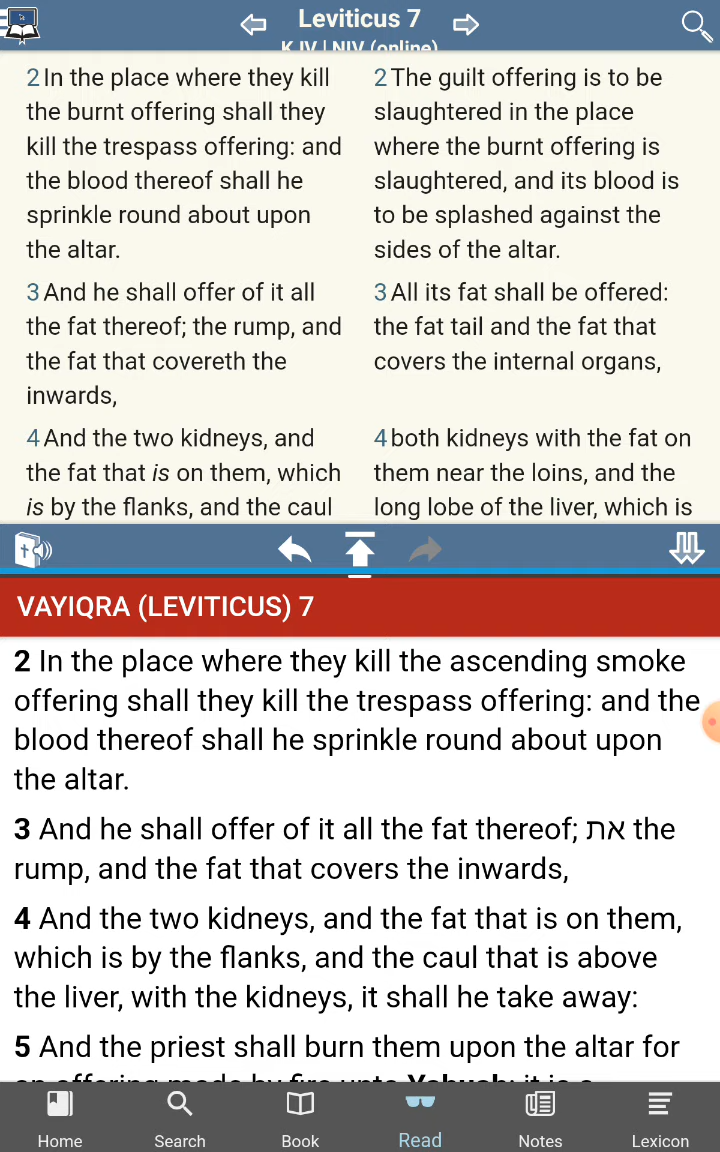 Leviticus 7
KJV | NIV (online)
2 In the place where they kill
the burnt offering shall they
kill the trespass offering: and
the blood thereof shall he
sprinkle round about upon
the altar.
3 And he shall offer of it all
the fat thereof; the rump, and
the fat that covereth the
inwards,
4 And the two kidneys, and
the fat that is on them, which
is by the flanks, and the caul
2 The guilt offering is to be
slaughtered in the place
where the burnt offering is
slaughtered, and its blood is
to be splashed against the
sides of the altar.
3 All its fat shall be offered:
the fat tail and the fat that
covers the internal organs,
4 both kidneys with the fat on
them near the loins, and the
long lobe of the liver, which is
VAYIQRA (LEVITICUS) 7
2 In the place where they kill the ascending smoke
offering shall they kill the trespass offering: and the
blood thereof shall he sprinkle round about upon
the altar.
3 And he shall offer of it all the fat thereof; את the
rump, and the fat that covers the inwards,
4 And the two kidneys, and the fat that is on them,
which is by the flanks, and the caul that is above
the liver, with the kidneys, it shall he take away:
5 And the priest shall burn them upon the altar for
an offering made by fire unto Yahuah: it is a
Home
Search
Book
Read
Notes
Lexicon